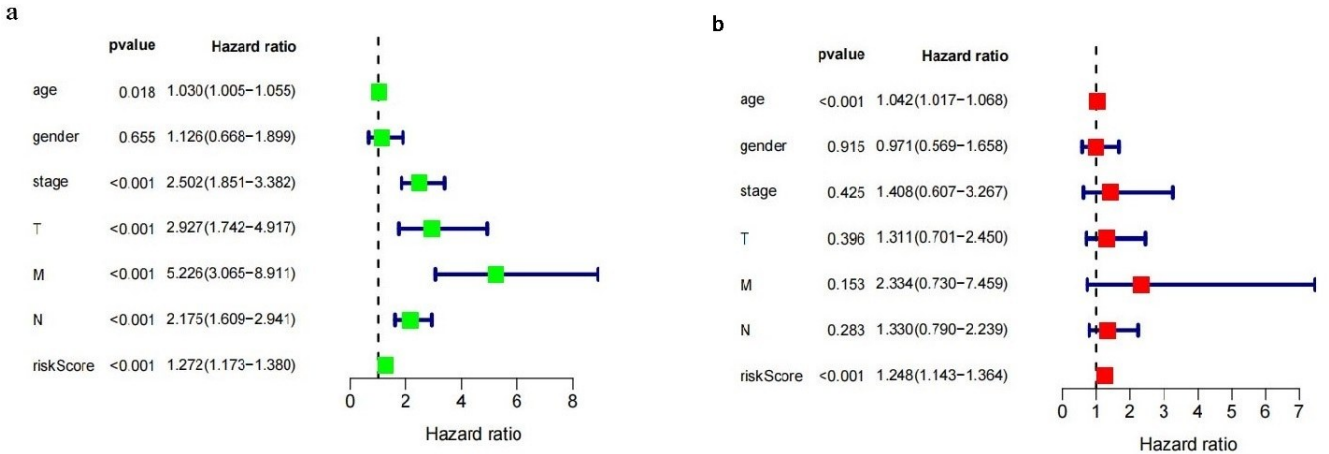 a
pvalue Hazard ratio
age 0.018 1.030(1.005−1.055)
gender 0.655 1.126(0.668−1.899)
stage <0.001 2.502(1.851−3.382)
T <0.001 2.927(1.742−4.917)
M <0.001 5.226(3.065−8.911)
N <0.001 2.175(1.609−2.941)
riskScore <0.001 1.272(1.173−1.380)
0 2 4 6 8
Hazard ratio
b
pvalue Hazard ratio
age <0.001 1.042(1.017−1.068)
gender 0.915 0.971(0.569−1.658)
stage 0.425 1.408(0.607−3.267)
T 0.396 1.311(0.701−2.450)
M 0.153 2.334(0.730−7.459)
N 0.283 1.330(0.790−2.239)
riskScore <0.001 1.248(1.143−1.364)
0 1 2 3 4 5 6 7
Hazard ratio